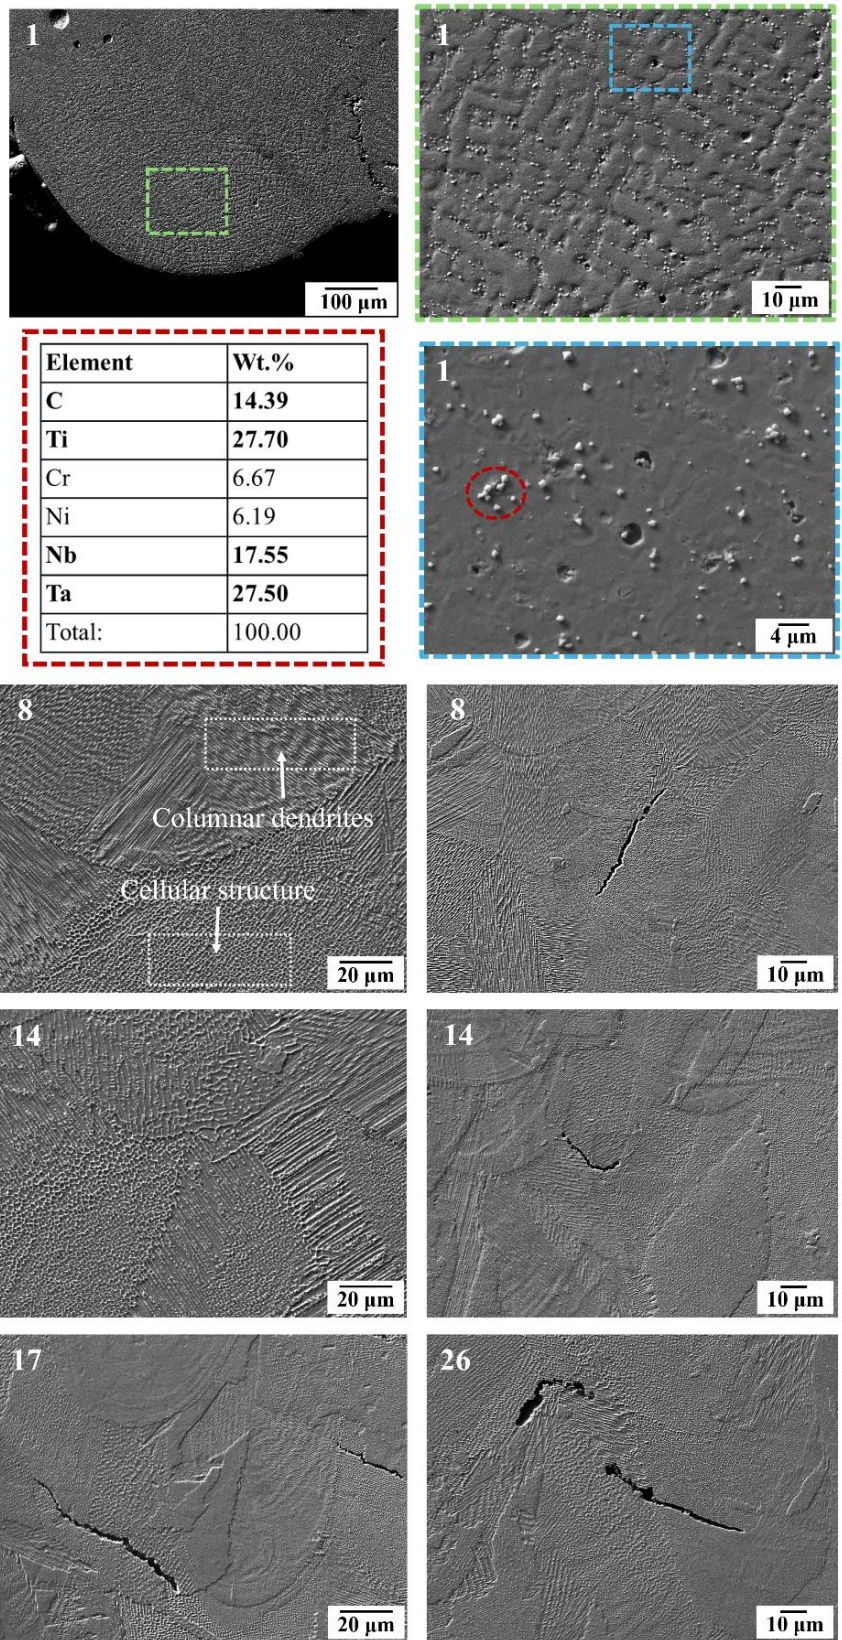 1
100 μm
1
10 μm
Element Wt.%
C 14.39
Ti 27.70
Cr 6.67
Ni 6.19
Nb 17.55
Ta 27.50
Total: 100.00
1
4 μm
8
Columnar dendrites
Cellular structure
20 μm
8
10 μm
14
20 μm
14
10 μm
17
20 μm
26
10 μm